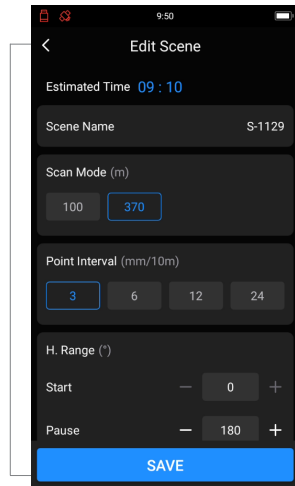 9:50
Edit Scene
Estimated Time 09 : 10
Scene Name S-1129
Scan Mode (m)
100 370
Point Interval (mm/10m)
3 6 12 24
H. Range (°)
Start — 0 +
Pause — 180 +
SAVE